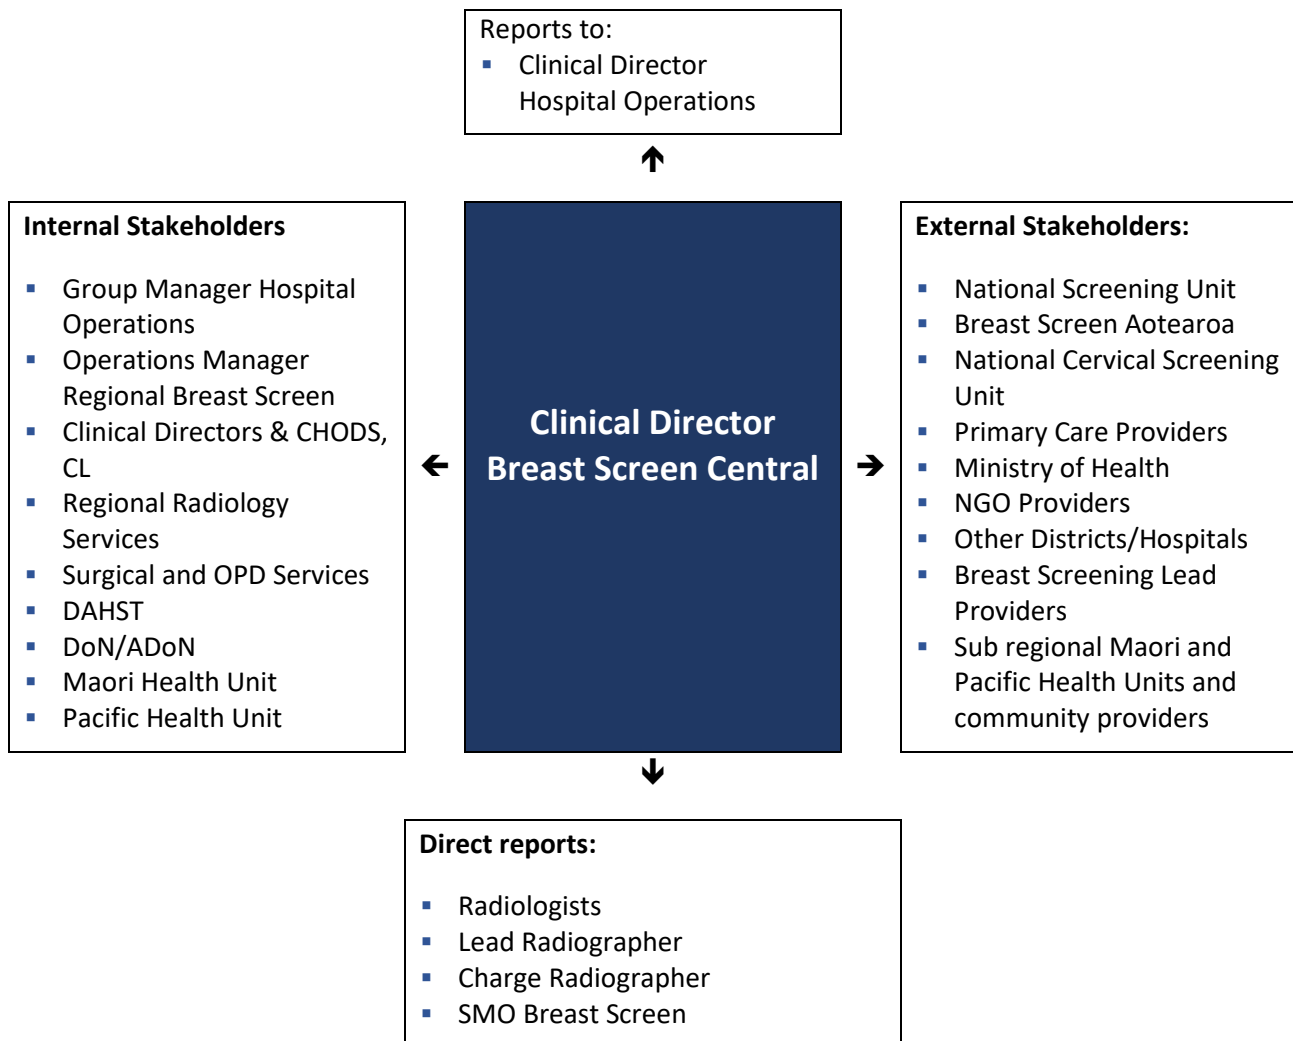 Reports to:
▪ Clinical Director
Hospital Operations
Internal Stakeholders
▪ Group Manager Hospital
Operations
▪ Operations Manager
Regional Breast Screen
▪ Clinical Directors & CHODS,
CL
▪ Regional Radiology
Services
▪ Surgical and OPD Services
▪ DAHST
▪ DoN/ADoN
▪ Maori Health Unit
▪ Pacific Health Unit
Clinical Director
Breast Screen Central
External Stakeholders:
▪ National Screening Unit
▪ Breast Screen Aotearoa
▪ National Cervical Screening
Unit
▪ Primary Care Providers
▪ Ministry of Health
▪ NGO Providers
▪ Other Districts/Hospitals
▪ Breast Screening Lead
Providers
▪ Sub regional Maori and
Pacific Health Units and
community providers
Direct reports:
▪ Radiologists
▪ Lead Radiographer
▪ Charge Radiographer
▪ SMO Breast Screen